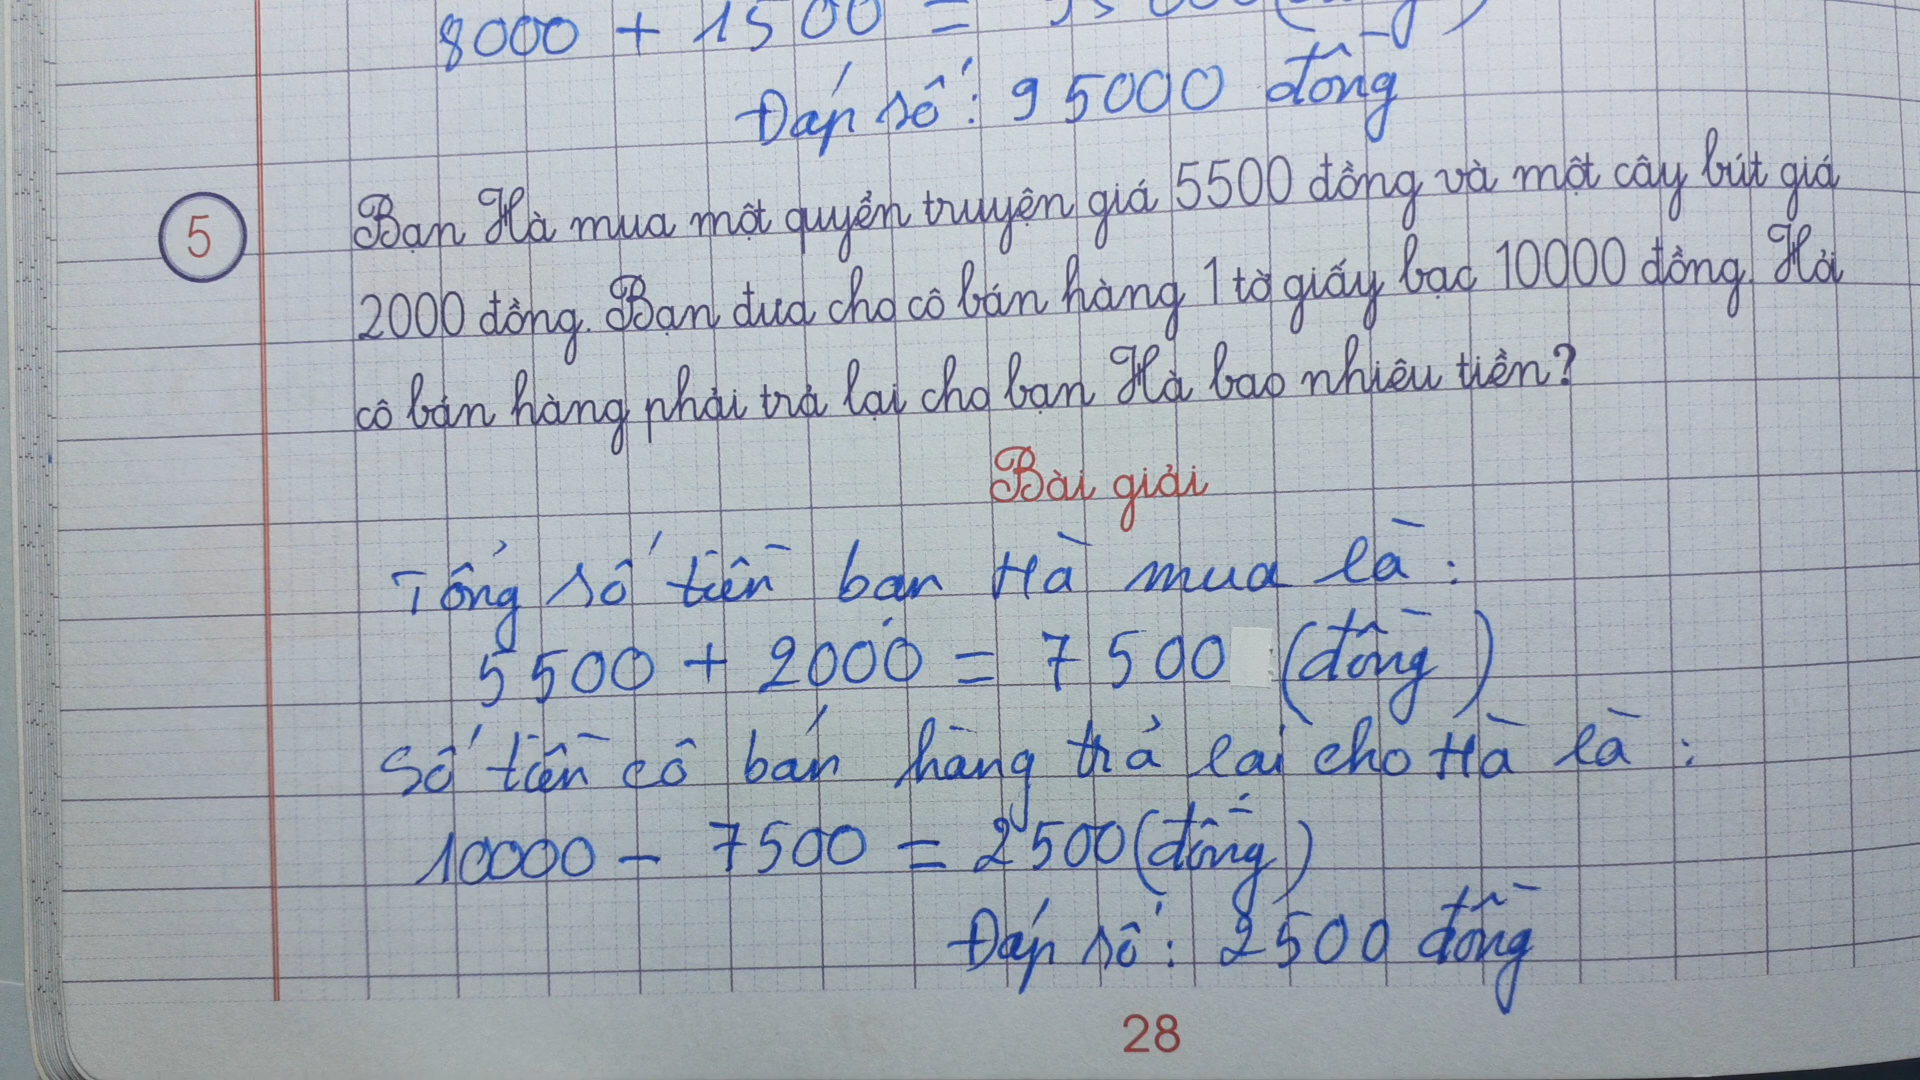 8000 + 1500 =
Đáp số: 95000 đồng
5
Bạn Hà mua một quyển truyện giá 5500 đồng và một cây bút giá
2000 đồng. Bạn đưa cho cô bán hàng 1 tờ giấy bạc 10000 đồng. Hỏi
cô bán hàng phải trả lại cho bạn Hà bao nhiêu tiền?
Bài giải
Tổng số tiền bạn Hà mua là:
5500 + 2000 = 7500 (đồng)
Số tiền cô bán hàng trả lại cho Hà là:
10000 - 7500 = 2500 (đồng)
Đáp số: 2500 đồng
28